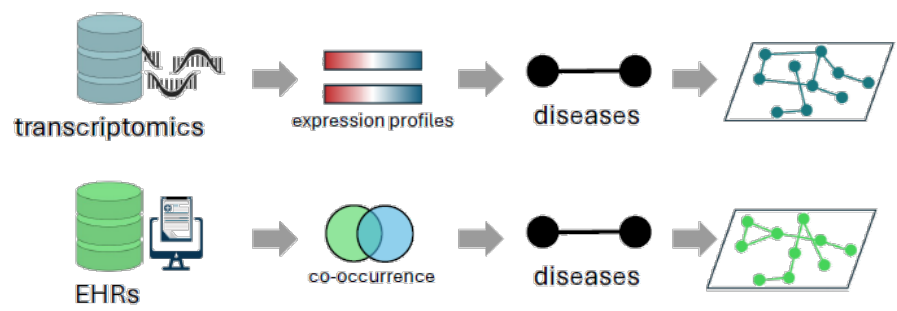 transcriptomics
expression profiles
diseases
EHRs
co-occurrence
diseases